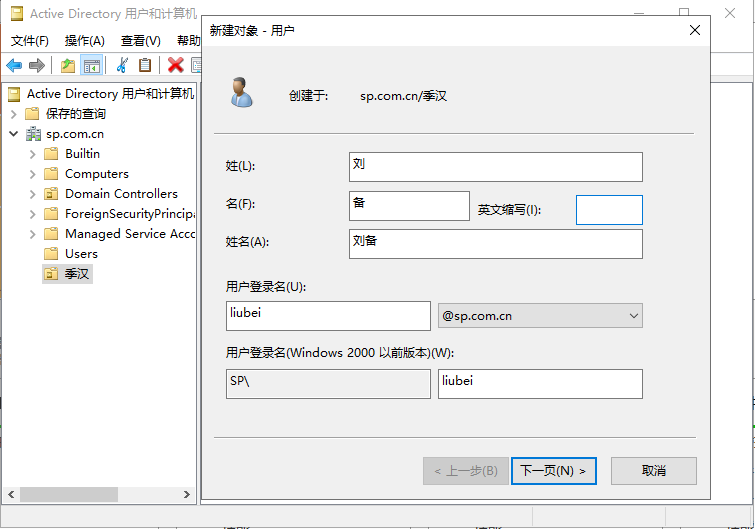 Active Directory 用户和计算机
文件(F) 操作(A) 查看(V) 帮助
Active Directory 用户和计算机
保存的查询
sp.com.cn
Builtin
Computers
Domain Controllers
ForeignSecurityPrincipa
Managed Service Acco
Users
季汉
新建对象 - 用户
创建于: sp.com.cn/季汉
姓(L): 刘
名(F): 备 英文缩写(I):
姓名(A): 刘备
用户登录名(U):
liubei @sp.com.cn
用户登录名(Windows 2000 以前版本)(W):
SP\ liubei
< 上一步(B) 下一页(N) > 取消